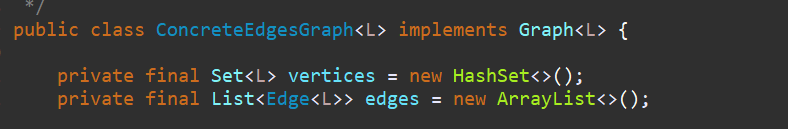 */
public class ConcreteEdgesGraph<L> implements Graph<L> {
private final Set<L> vertices = new HashSet<>();
private final List<Edge<L>> edges = new ArrayList<>();